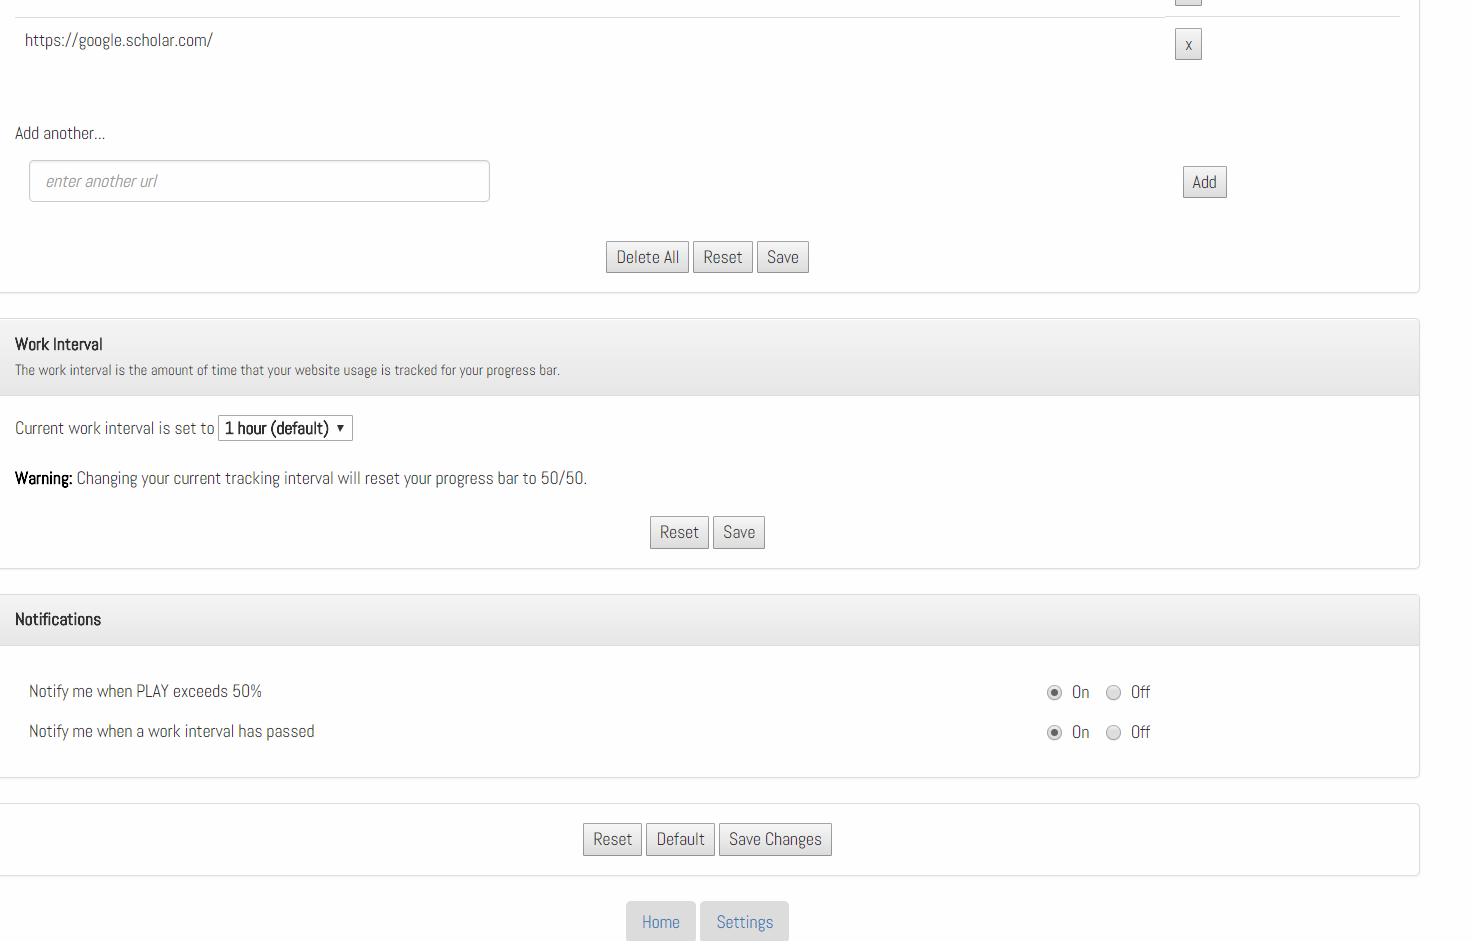 https://google.scholar.com/ x
Add another...
enter another url Add
Delete All Reset Save
Work Interval
The work interval is the amount of time that your website usage is tracked for your progress bar.
Current work interval is set to 1 hour (default) ▼
Warning: Changing your current tracking interval will reset your progress bar to 50/50.
Reset Save
Notifications
Notify me when PLAY exceeds 50% On Off
Notify me when a work interval has passed On Off
Reset Default Save Changes
Home Settings